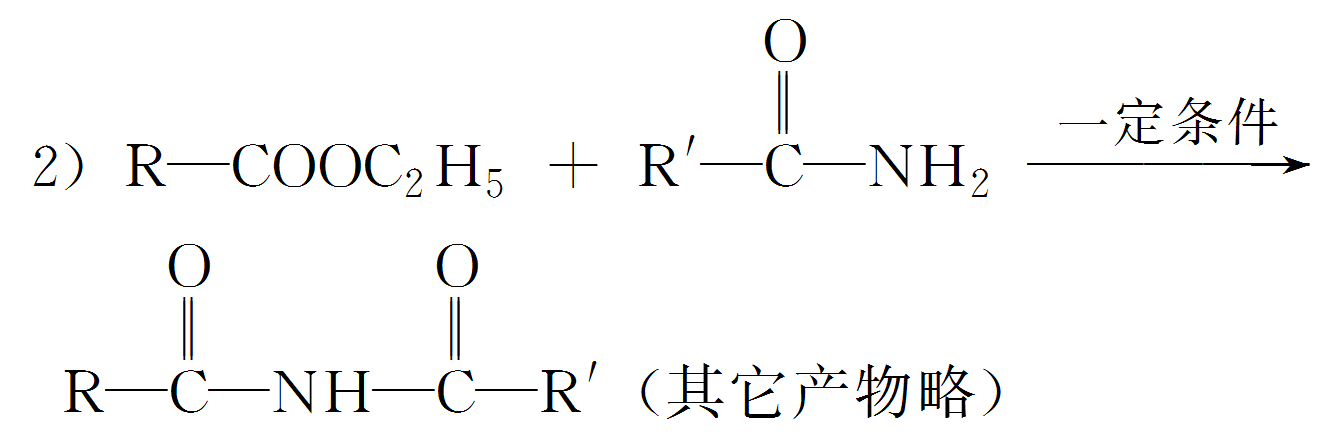 O
2) R—COOC₂H₅ + R′—C—NH₂ 一定条件
O O
R—C—NH—C—R′ (其它产物略)